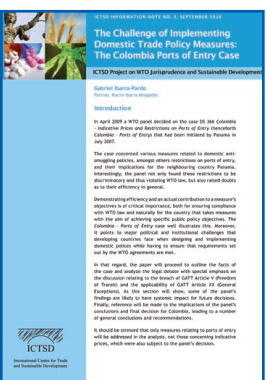 ICTSD INFORMATION NOTE NO. 3, SEPTEMBER 2010
The Challenge of Implementing
Domestic Trade Policy Measures:
The Colombia Ports of Entry Case
ICTSD Project on WTO Jurisprudence and Sustainable Development
Gabriel Ibarra-Pardo
Partner, Ibarra Ibarra Abogados
Introduction
In April 2009 a WTO panel decided on the case DS 366 Colombia
- Indicative Prices and Restrictions on Ports of Entry (henceforth
Colombia - Ports of Entry) that had been initiated by Panama in
July 2007.
The case concerned various measures related to domestic anti-
smuggling policies, amongst others restrictions on ports of entry,
and their implications for the neighbouring country Panama.
Interestingly, the panel not only found these restrictions to be
discriminatory and thus violating WTO law, but also raised doubts
as to their efficiency in general.
Demonstrating efficiency and an actual contribution to a measure's
objectives is of critical importance, both for ensuring compliance
with WTO law and naturally for the country that takes measures
with the aim of achieving specific public policy objectives. The
Colombia - Ports of Entry case well illustrates this. Moreover,
it points to major political and institutional challenges that
developing countries face when designing and implementing
domestic polices while having to ensure that requirements set
out by the WTO agreements are met.
In that regard, the paper will proceed to outline the facts of
the case and analyse the legal debate with special emphasis on
the discussion relating to the breach of GATT Article V (Freedom
of Transit) and the applicability of GATT Article XX (General
Exceptions). As this section will show, some of the panel's
findings are likely to have systemic impact for future decisions.
Finally, reference will be made to the implications of the panel's
conclusions and final decision for Colombia, leading to a number
of general conclusions and recommendations.
It should be stressed that only measures relating to ports of entry
will be addressed in the analysis, not those concerning indicative
prices, which were also subject to the panel's decision.
ICTSD
International Centre for Trade
and Sustainable Development